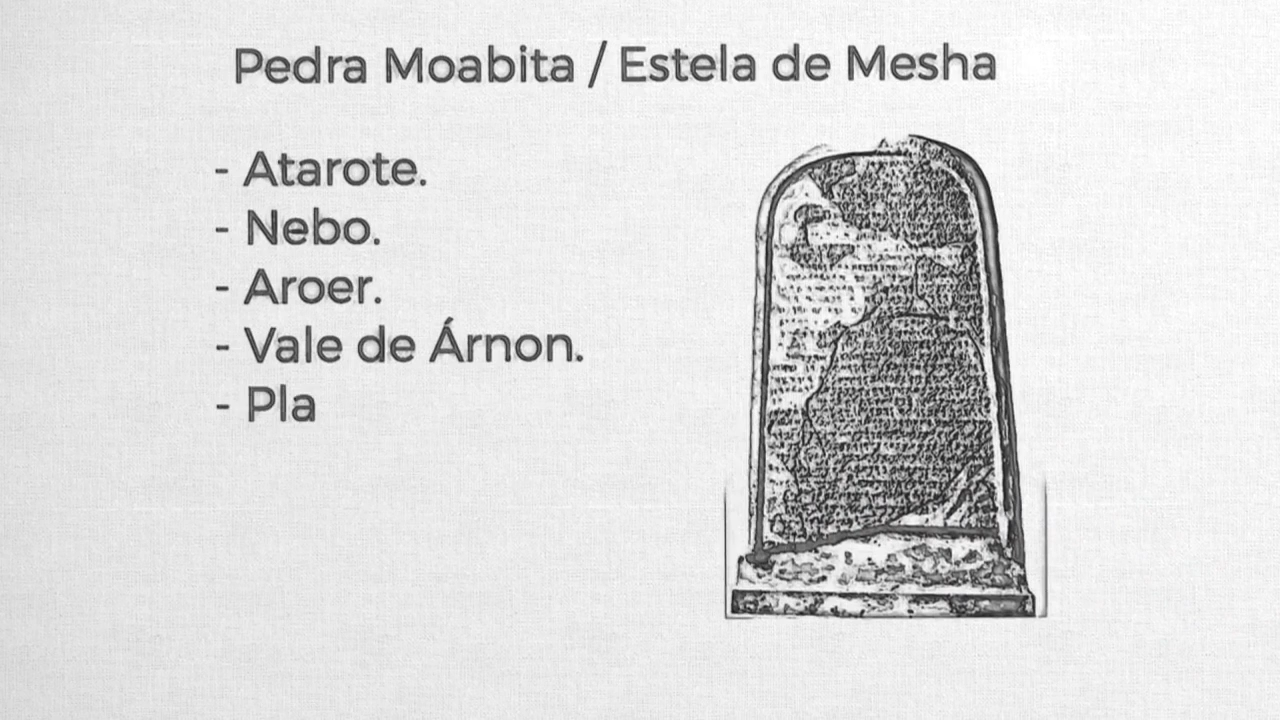 Pedra Moabita / Estela de Mesha
- Atarote.
- Nebo.
- Aroer.
- Vale de Árnon.
- Pla